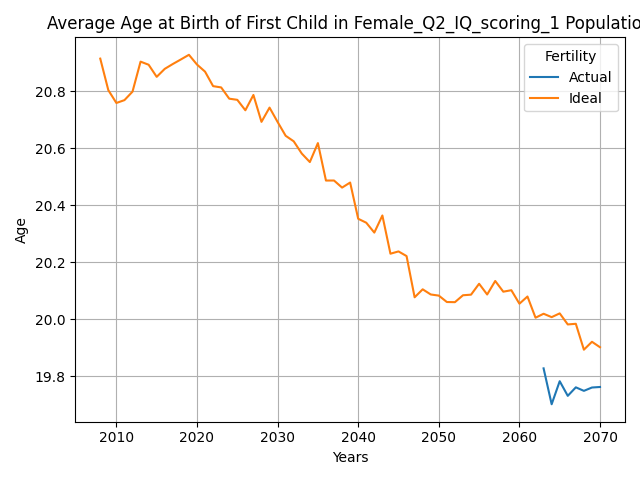 Average Age at Birth of First Child in Female_Q2_IQ_scoring_1 Populatio
Fertility
Actual
Ideal
Age
20.8
20.6
20.4
20.2
20.0
19.8
2010 2020 2030 2040 2050 2060 2070
Years